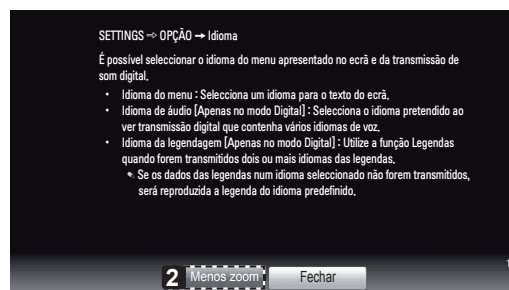 SETTINGS ⇨ OPÇÃO ➙ Idioma
É possível seleccionar o idioma do menu apresentado no ecrã e da transmissão de
som digital.
• Idioma do menu : Selecciona um idioma para o texto do ecrã.
• Idioma de áudio [Apenas no modo Digital] : Selecciona o idioma pretendido ao
ver transmissão digital que contenha vários idiomas de voz.
• Idioma da legendagem [Apenas no modo Digital] : Utilize a função Legendas
quando forem transmitidos dois ou mais idiomas das legendas.
✎ Se os dados das legendas num idioma seleccionado não forem transmitidos,
será reproduzida a legenda do idioma predefinido.
2 Menos zoom Fechar